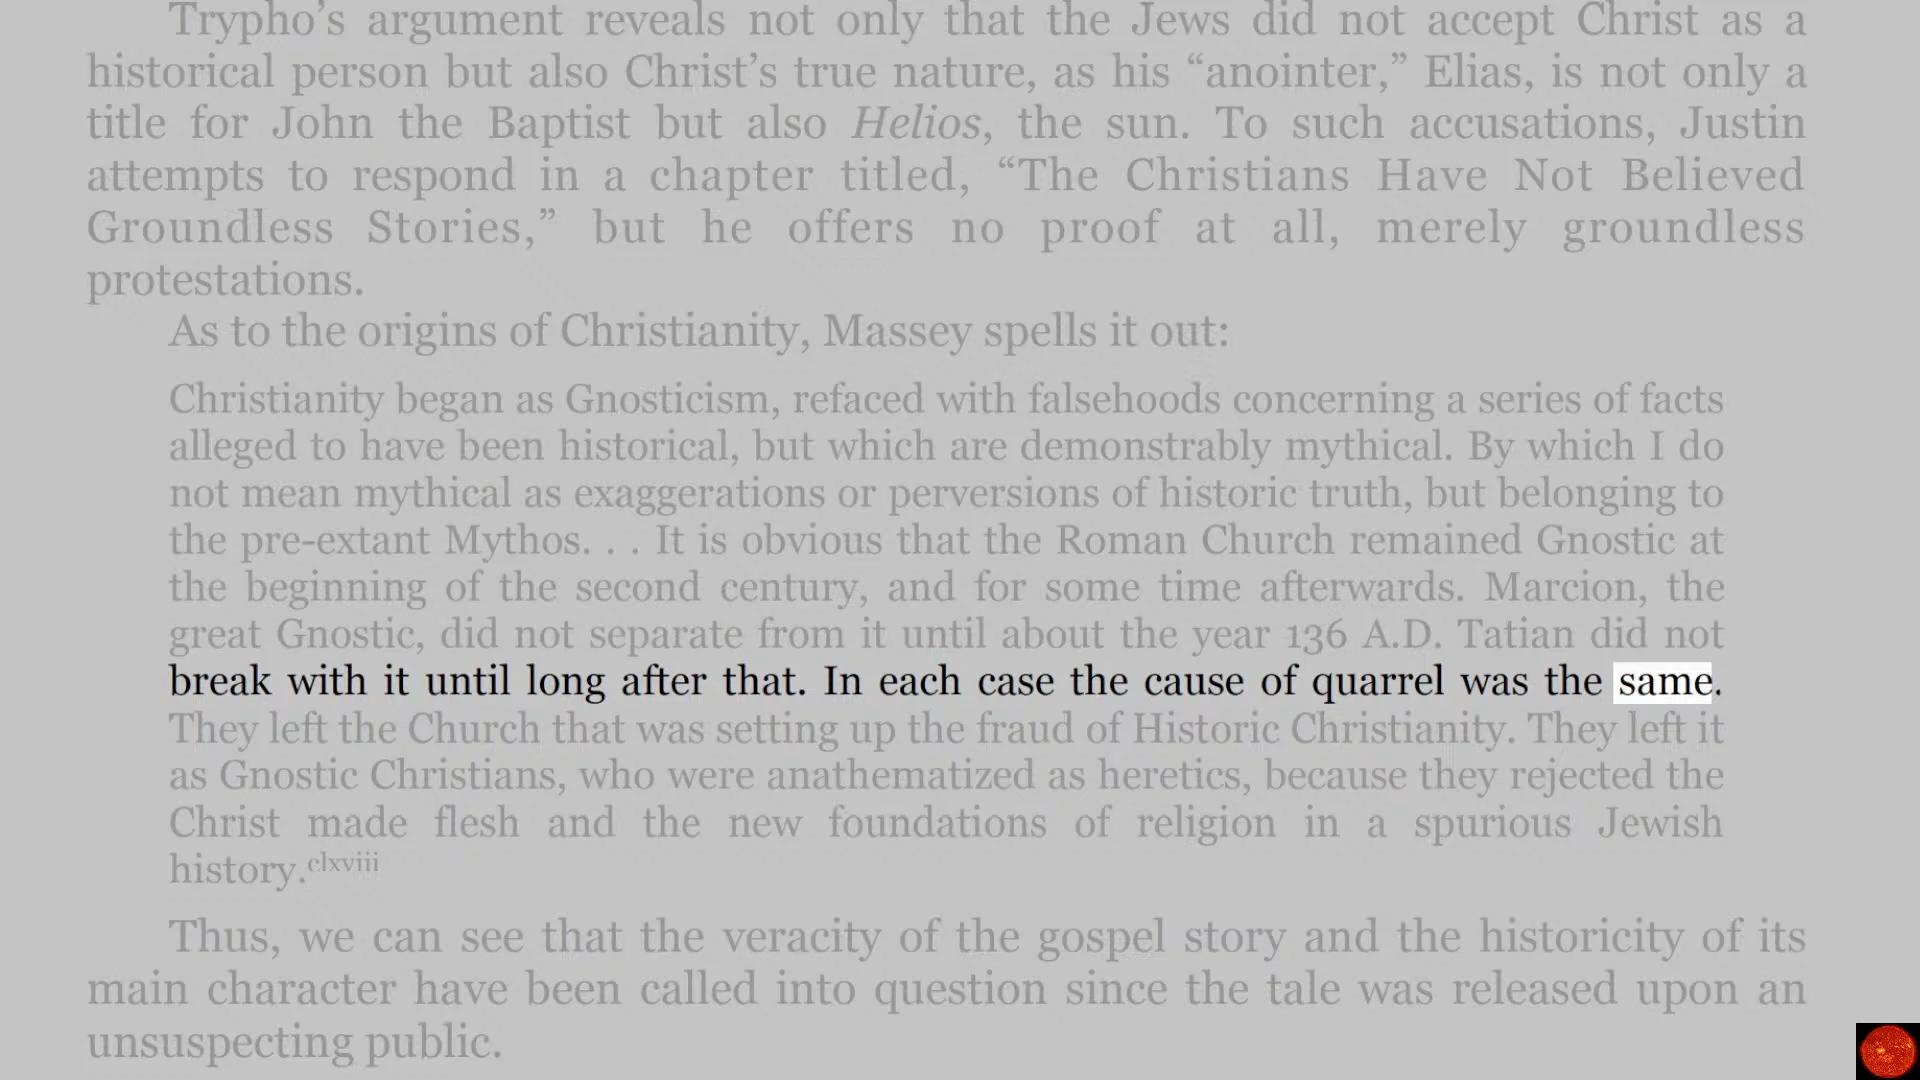 Trypho’s argument reveals not only that the Jews did not accept Christ as a
historical person but also Christ’s true nature, as his “anointer,” Elias, is not only a
title for John the Baptist but also Helios, the sun. To such accusations, Justin
attempts to respond in a chapter titled, “The Christians Have Not Believed
Groundless Stories,” but he offers no proof at all, merely groundless
protestations.
As to the origins of Christianity, Massey spells it out:
Christianity began as Gnosticism, refaced with falsehoods concerning a series of facts
alleged to have been historical, but which are demonstrably mythical. By which I do
not mean mythical as exaggerations or perversions of historic truth, but belonging to
the pre-extant Mythos. . . It is obvious that the Roman Church remained Gnostic at
the beginning of the second century, and for some time afterwards. Marcion, the
great Gnostic, did not separate from it until about the year 136 A.D. Tatian did not
break with it until long after that. In each case the cause of quarrel was the same.
They left the Church that was setting up the fraud of Historic Christianity. They left it
as Gnostic Christians, who were anathematized as heretics, because they rejected the
Christ made flesh and the new foundations of religion in a spurious Jewish
history.clxviii
Thus, we can see that the veracity of the gospel story and the historicity of its
main character have been called into question since the tale was released upon an
unsuspecting public.